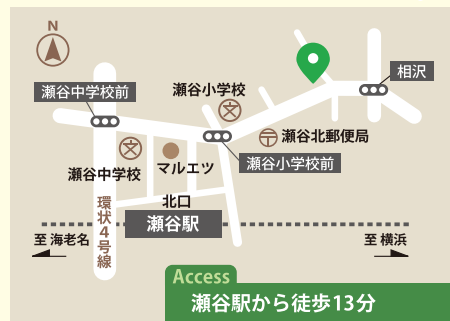 N
相沢
瀬谷中学校前
瀬谷小学校
瀬谷北郵便局
瀬谷小学校前
マルエツ
瀬谷中学校
北口
瀬谷駅
環状4号線
至 海老名
至 横浜
Access
瀬谷駅から徒歩13分